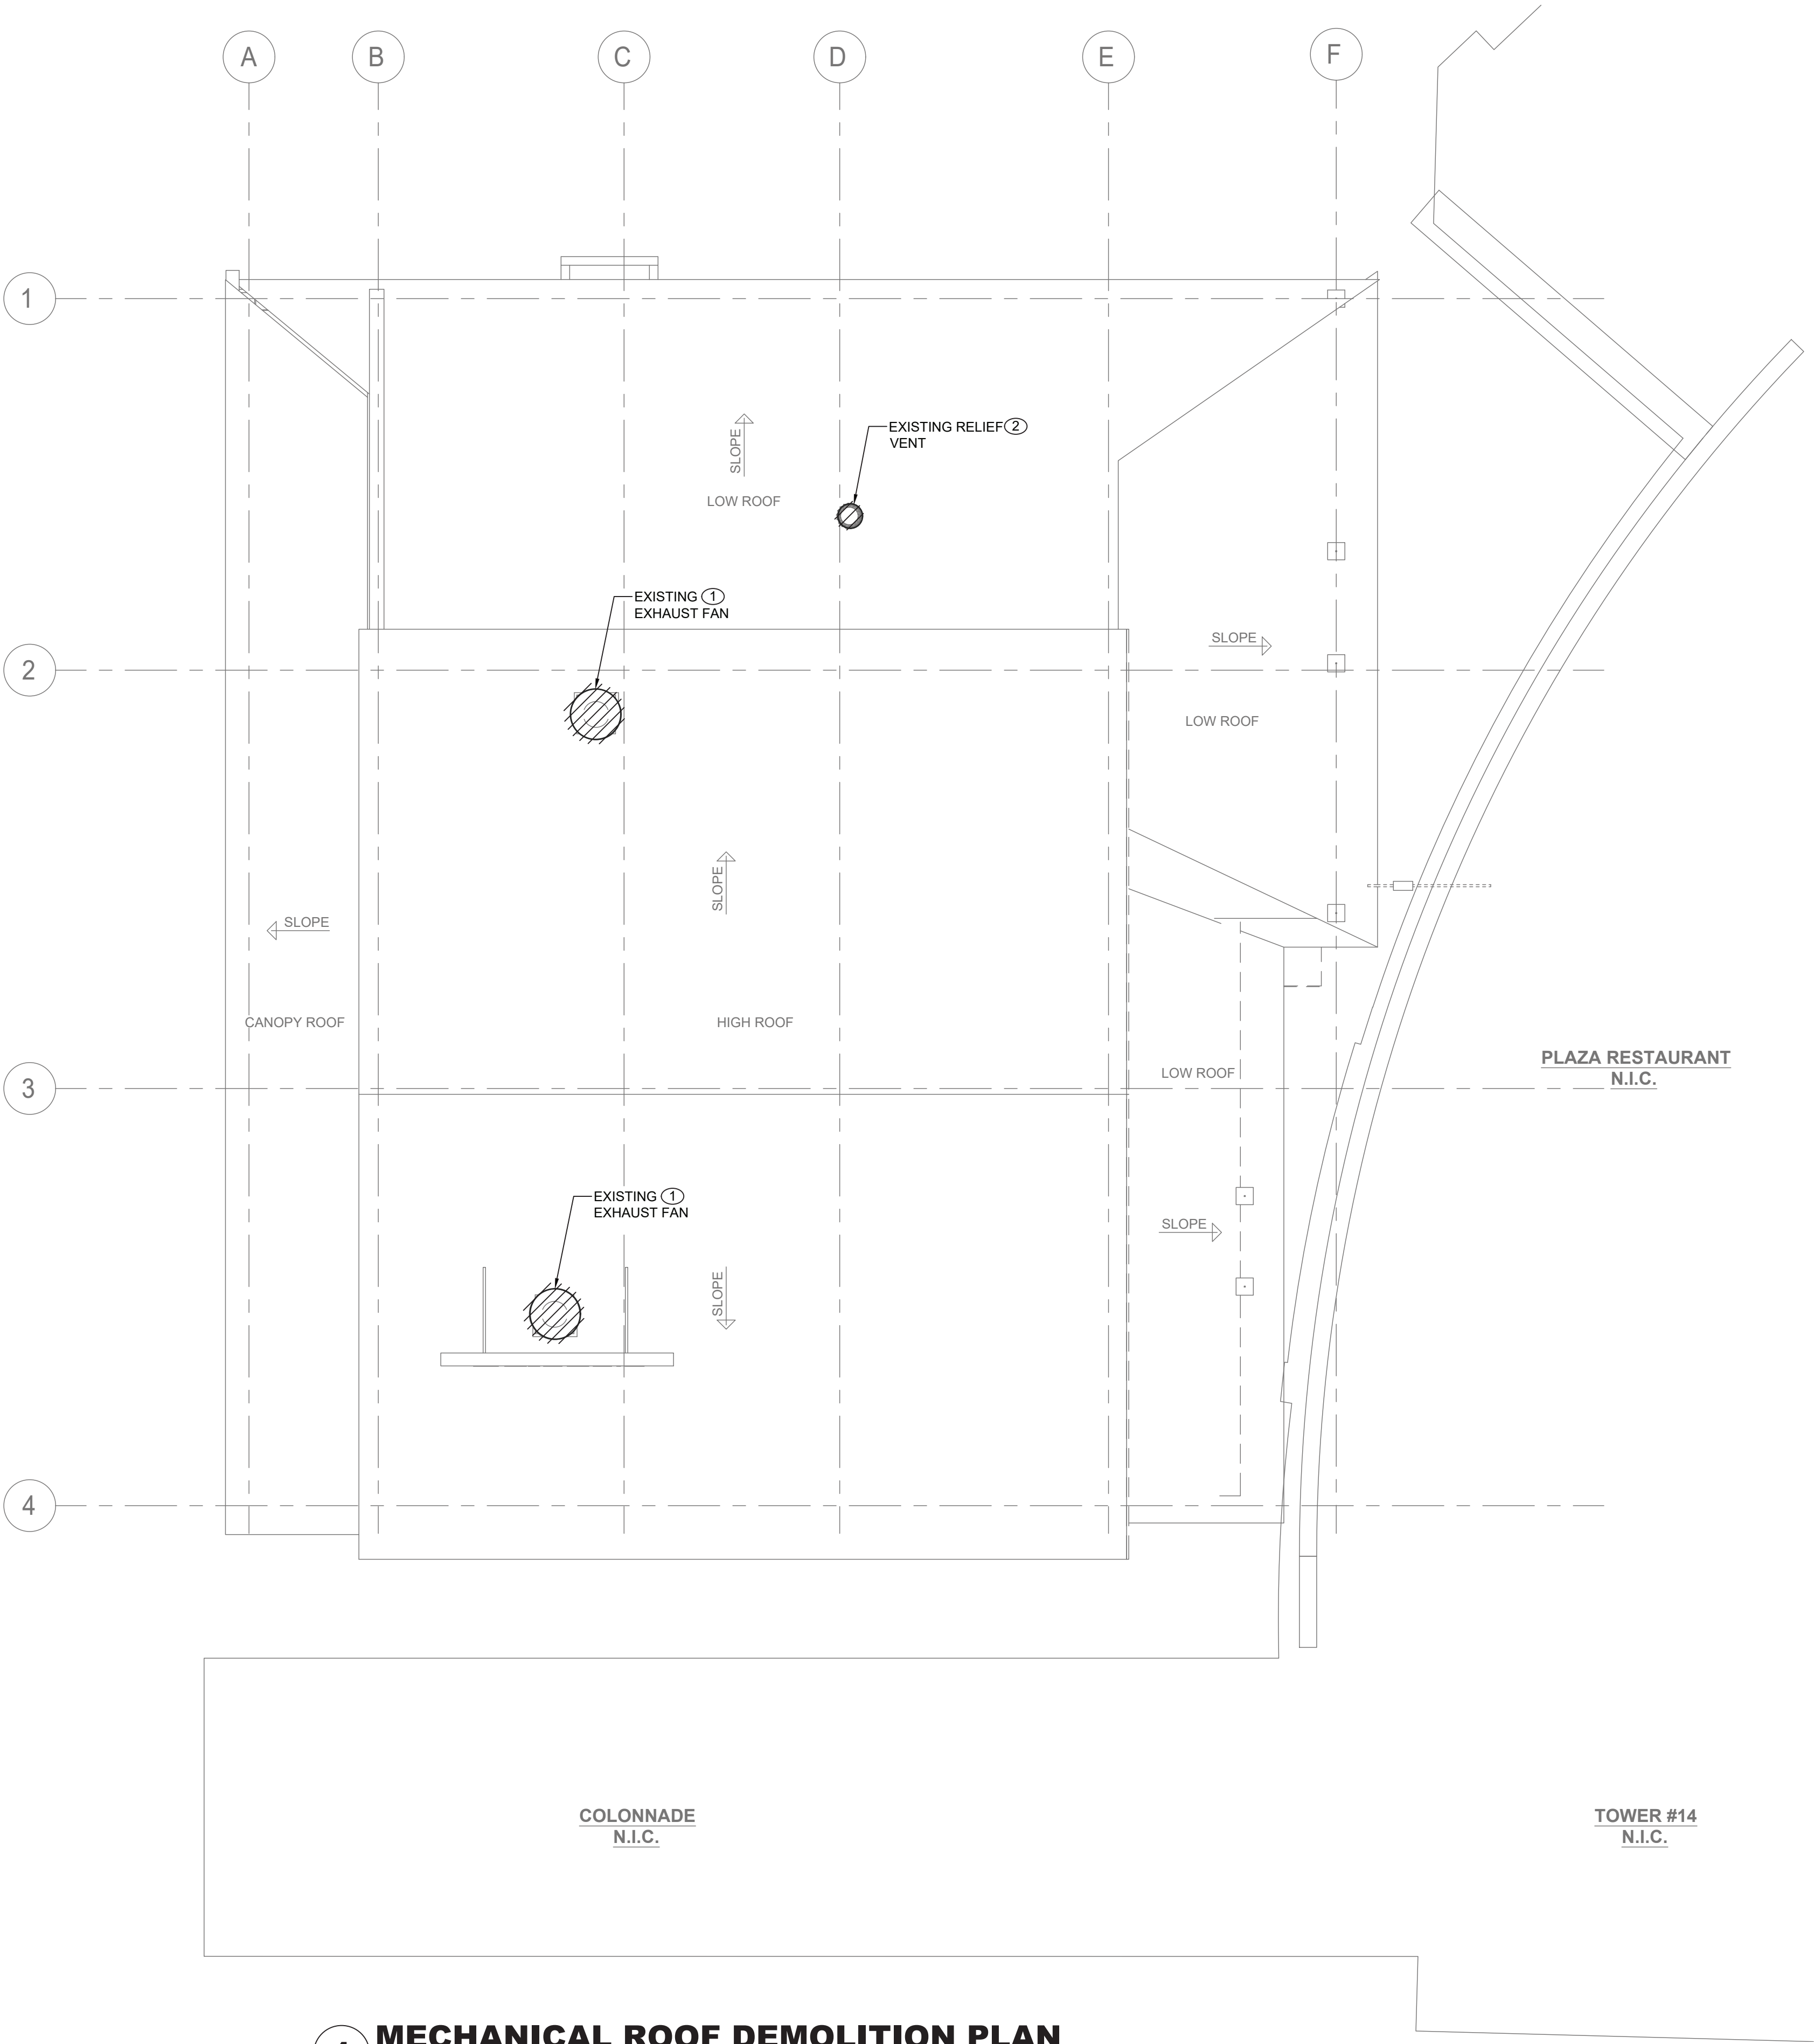 A
B
C
D
E
F
1
EXISTING RELIEF 2
VENT
SLOPE
LOW ROOF
EXISTING 1
EXHAUST FAN
SLOPE
2
LOW ROOF
SLOPE
SLOPE
CANOPY ROOF
HIGH ROOF
PLAZA RESTAURANT
N.I.C.
LOW ROOF
3
EXISTING 1
EXHAUST FAN
SLOPE
SLOPE
4
COLONNADE
N.I.C.
TOWER #14
N.I.C.
MECHANICAL ROOF DEMOLITION PLAN